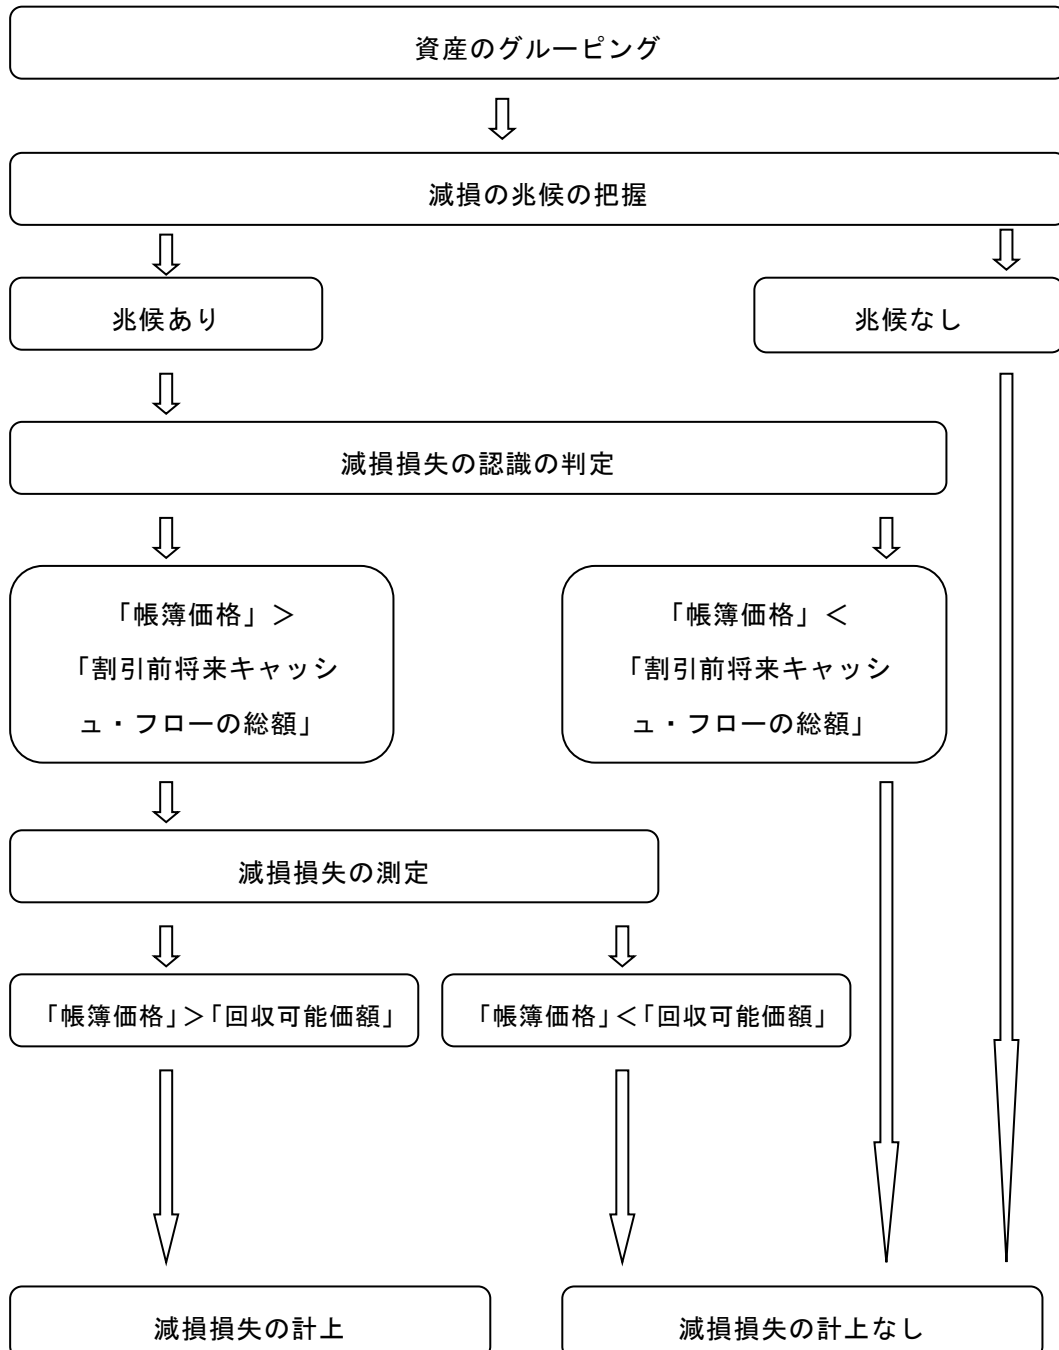 資産のグルーピング
減損の兆候の把握
兆候あり
兆候なし
減損損失の認識の判定
「帳簿価格」＞
「割引前将来キャッシ
ュ・フローの総額」
「帳簿価格」＜
「割引前将来キャッシ
ュ・フローの総額」
減損損失の測定
「帳簿価格」＞「回収可能価額」
「帳簿価格」＜「回収可能価額」
減損損失の計上
減損損失の計上なし